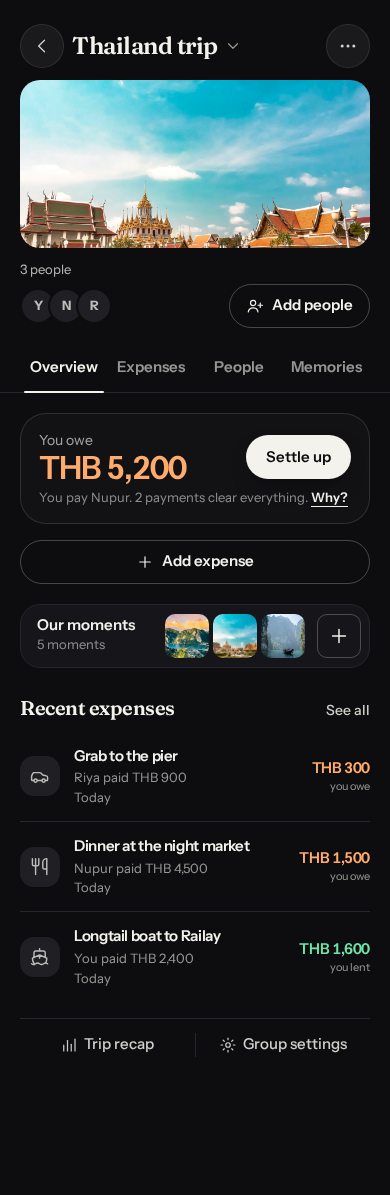 Thailand trip
3 people
Y N R
Add people
Overview Expenses People Memories
You owe
THB 5,200
Settle up
You pay Nupur. 2 payments clear everything. Why?
Add expense
Our moments
5 moments
Recent expenses
See all
Grab to the pier
Riya paid THB 900
Today
THB 300
you owe
Dinner at the night market
Nupur paid THB 4,500
Today
THB 1,500
you owe
Longtail boat to Railay
You paid THB 2,400
Today
THB 1,600
you lent
Trip recap
Group settings